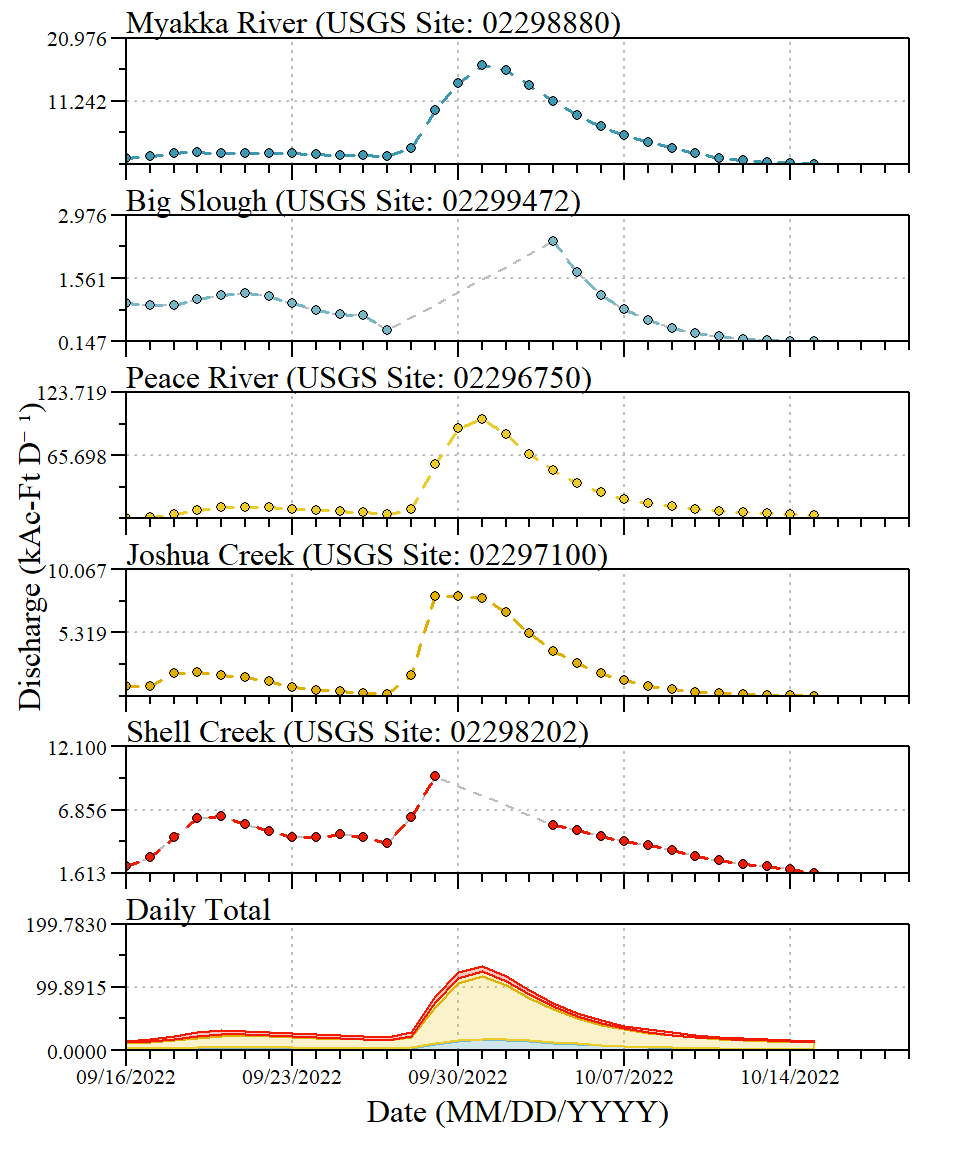 Myakka River (USGS Site: 02298880)
20.976
11.242
Big Slough (USGS Site: 02299472)
2.976
1.561
0.147
Peace River (USGS Site: 02296750)
123.719
65.698
Joshua Creek (USGS Site: 02297100)
10.067
5.319
Shell Creek (USGS Site: 02298202)
12.100
6.856
1.613
Daily Total
199.7830
99.8915
0.0000
09/16/2022 09/23/2022 09/30/2022 10/07/2022 10/14/2022
Date (MM/DD/YYYY)
Discharge (kAc-Ft D⁻¹)